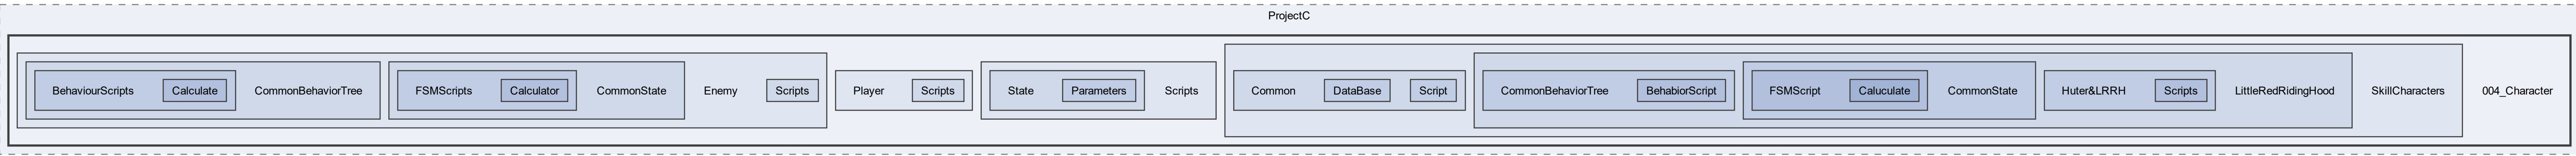 ProjectC
BehaviourScripts
Calculate
CommonBehaviorTree
FSMScripts
Calculator
CommonState
Enemy
Scripts
Player
Scripts
State
Parameters
Scripts
Common
DataBase
Script
CommonBehaviorTree
BehabiorScript
FSMScript
Caluculate
CommonState
Huter&LRRH
Scripts
LittleRedRidingHood
SkillCharacters
004_Character